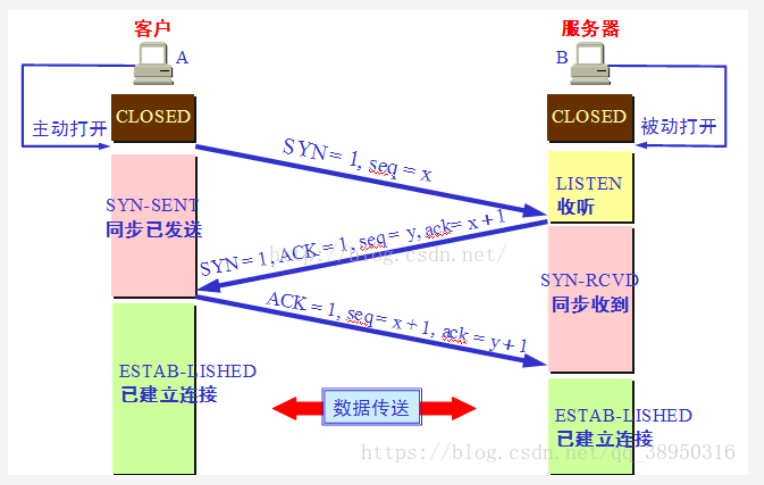 客户
服务器
A
B
CLOSED
CLOSED
主动打开
被动打开
SYN = 1, seq = x
LISTEN
收听
SYN-SENT
同步已发送
SYN = 1, ACK = 1, seq = y, ack = x + 1
http://blog.csdn.net/
SYN-RCVD
同步收到
ACK = 1, seq = x + 1, ack = y + 1
ESTAB-LISHED
已建立连接
数据传送
ESTAB-LISHED
已建立连接
https://blog.csdn.net/qq_38950316